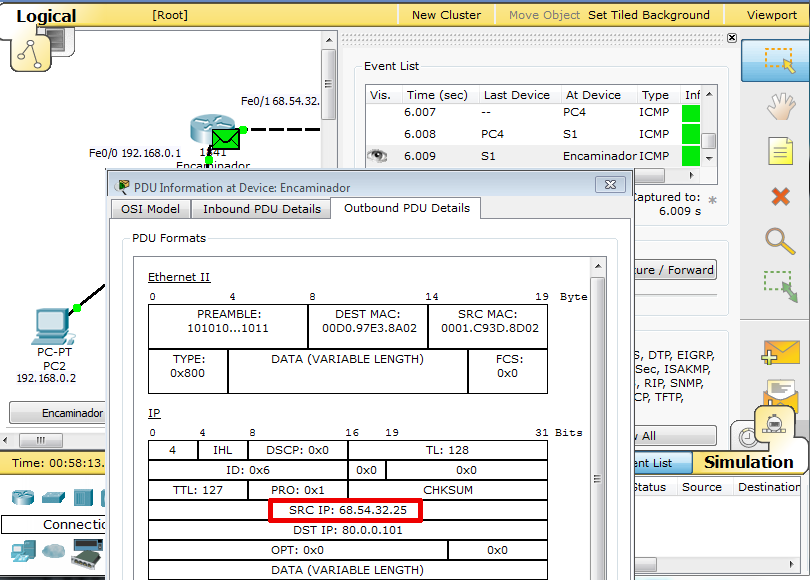 Logical
[Root]
New Cluster
Move Object
Set Tiled Background
Viewport
Fe0/1 68.54.32.
Fe0/0 192.168.0.1
1841
Encaminador
Event List
Vis.
Time (sec)
Last Device
At Device
Type
Inf
6.007
--
PC4
ICMP
6.008
PC4
S1
ICMP
6.009
S1
Encaminador
ICMP
Captured to:
6.009 s
*
PDU Information at Device: Encaminador
OSI Model
Inbound PDU Details
Outbound PDU Details
PDU Formats
Ethernet II
0
4
8
14
19
Byte
PREAMBLE:
101010...1011
DEST MAC:
00D0.97E3.8A02
SRC MAC:
0001.C93D.8D02
TYPE:
0x800
DATA (VARIABLE LENGTH)
FCS:
0x0
IP
0
4
8
16
19
31
Bits
4
IHL
DSCP: 0x0
TL: 128
ID: 0x6
0x0
0x0
TTL: 127
PRO: 0x1
CHKSUM
SRC IP: 68.54.32.25
DST IP: 80.0.0.101
OPT: 0x0
DATA (VARIABLE LENGTH)
ure / Forward
S, DTP, EIGRP,
Sec, ISAKMP,
, RIP, SNMP,
CP, TFTP,
All
ent List
Simulation
Status
Source
Destination
PC-PT
PC2
192.168.0.2
Encaminador
Time: 00:58:13.
Connectio